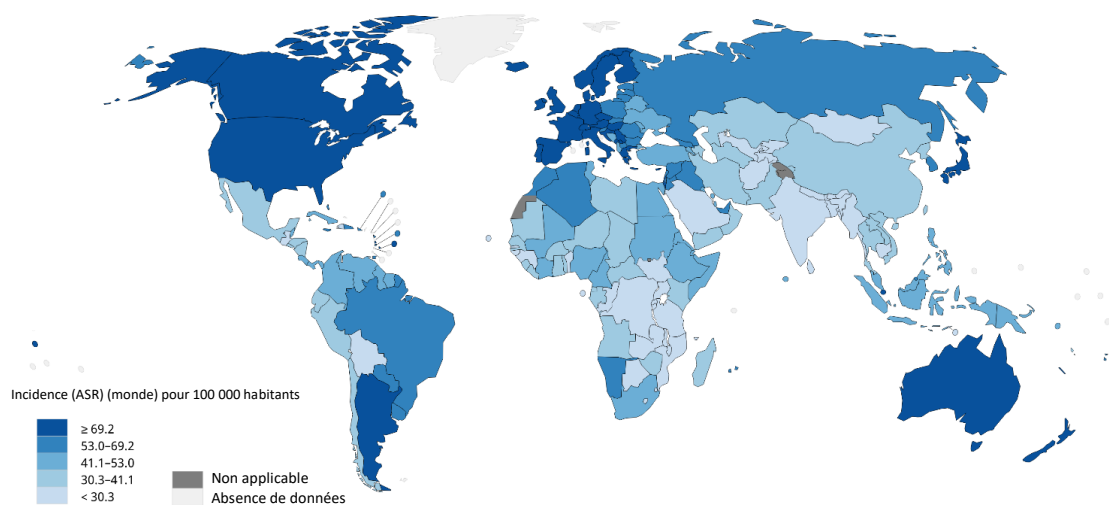 Incidence (ASR) (monde) pour 100 000 habitants
≥ 69.2
53.0–69.2
41.1–53.0
30.3–41.1
< 30.3
Non applicable
Absence de données